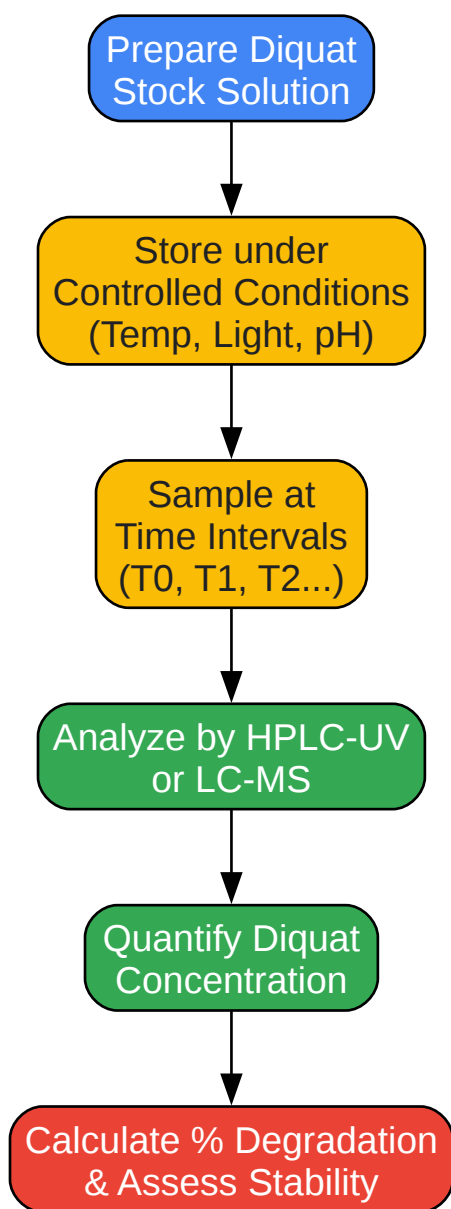 Prepare Diquat
Stock Solution
Store under
Controlled Conditions
(Temp, Light, pH)
Sample at
Time Intervals
(T0, T1, T2...)
Analyze by HPLC-UV
or LC-MS
Quantify Diquat
Concentration
Calculate % Degradation
& Assess Stability